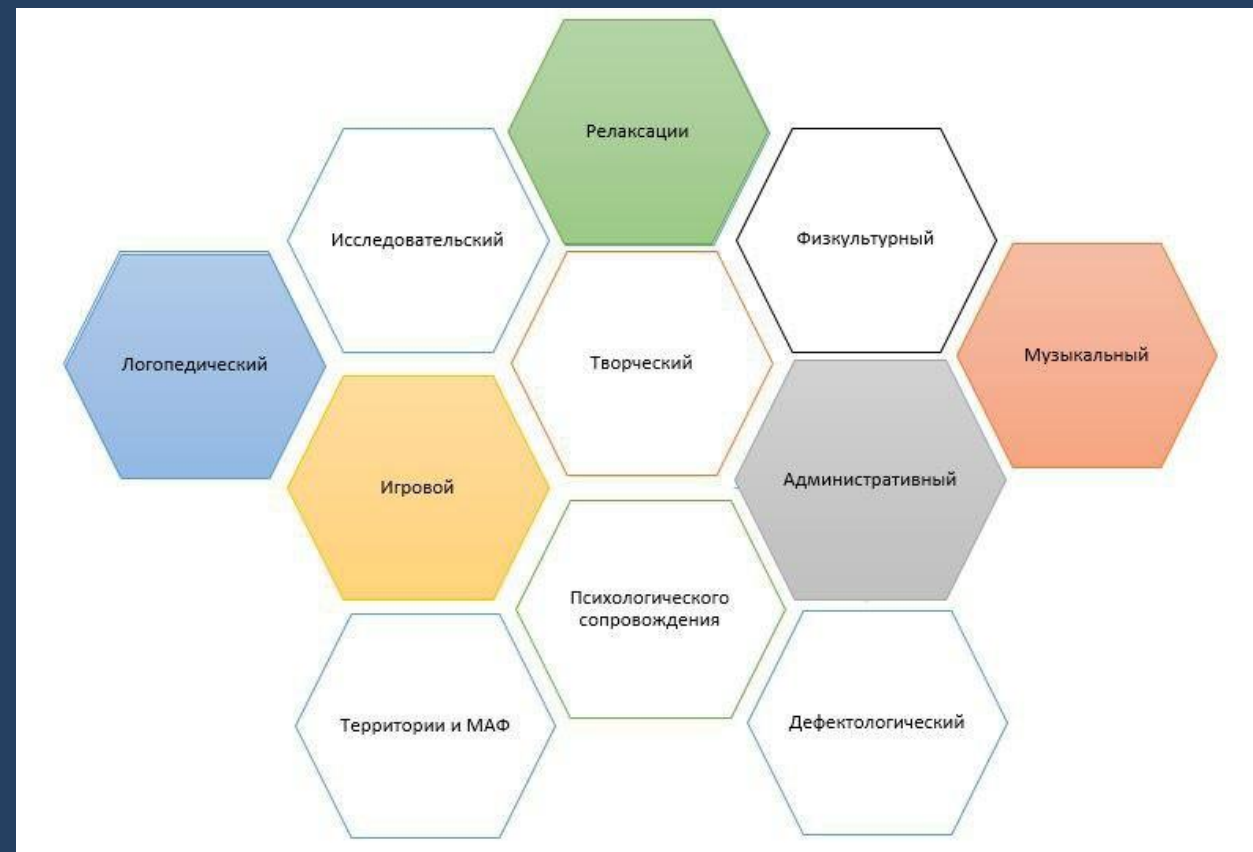 Релаксации
Исследовательский
Физкультурный
Логопедический
Творческий
Музыкальный
Игровой
Административный
Психологического
сопровождения
Территории и МАФ
Дефектологический